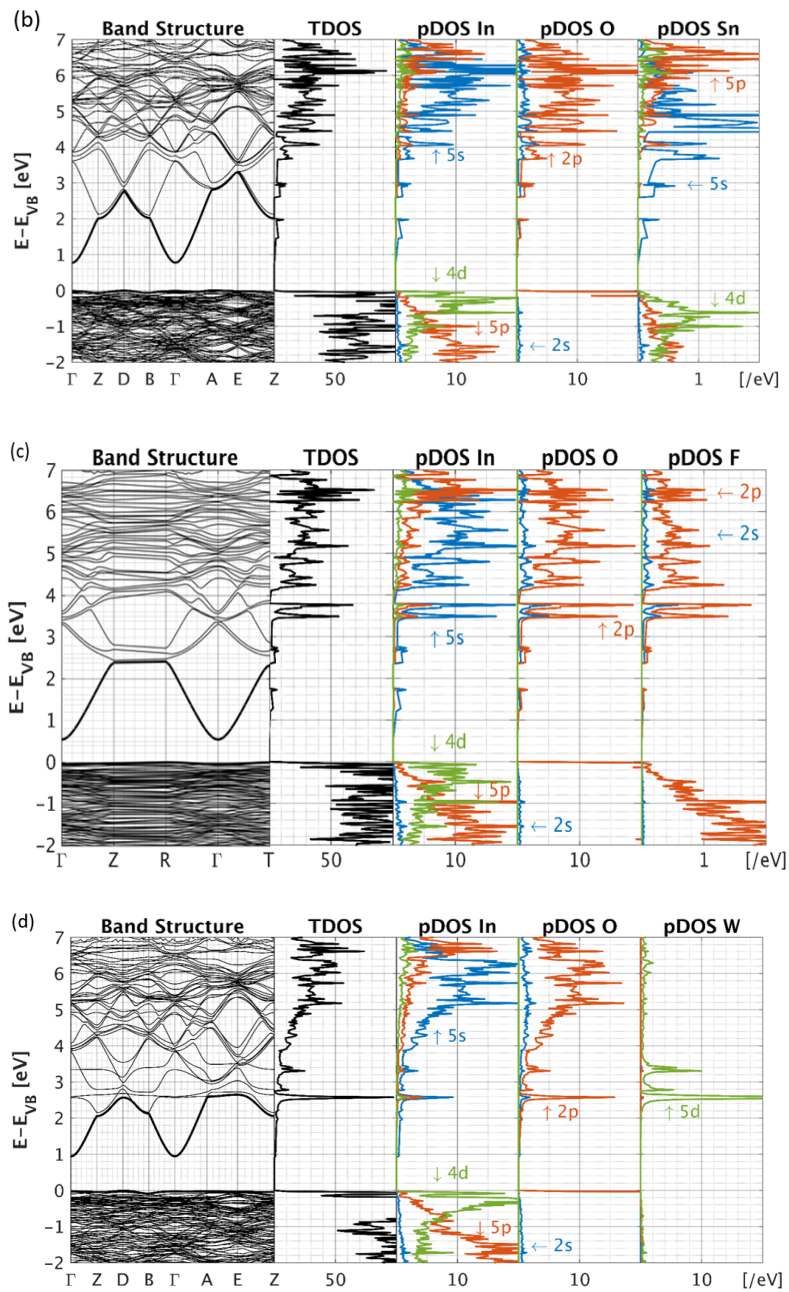 (b)
Band Structure TDOS pDOS In pDOS O pDOS Sn
7
6
5
4
3
2
1
0
-1
-2
E-E_VB [eV]
↑ 5s
↑ 2p
↑ 5p
← 5s
↓ 4d
↓ 5p
← 2s
↓ 4d
Γ Z D B Γ A E Z 50 10 10 1 [/eV]
(c)
Band Structure TDOS pDOS In pDOS O pDOS F
7
6
5
4
3
2
1
0
-1
-2
E-E_VB [eV]
← 2p
← 2s
↑ 5s
↑ 2p
↓ 4d
↓ 5p
← 2s
Γ Z R Γ T 50 10 10 1 [/eV]
(d)
Band Structure TDOS pDOS In pDOS O pDOS W
7
6
5
4
3
2
1
0
-1
-2
E-E_VB [eV]
↑ 5s
↑ 2p
↑ 5d
↓ 4d
↓ 5p
← 2s
Γ Z D B Γ A E Z 50 10 10 10 [/eV]